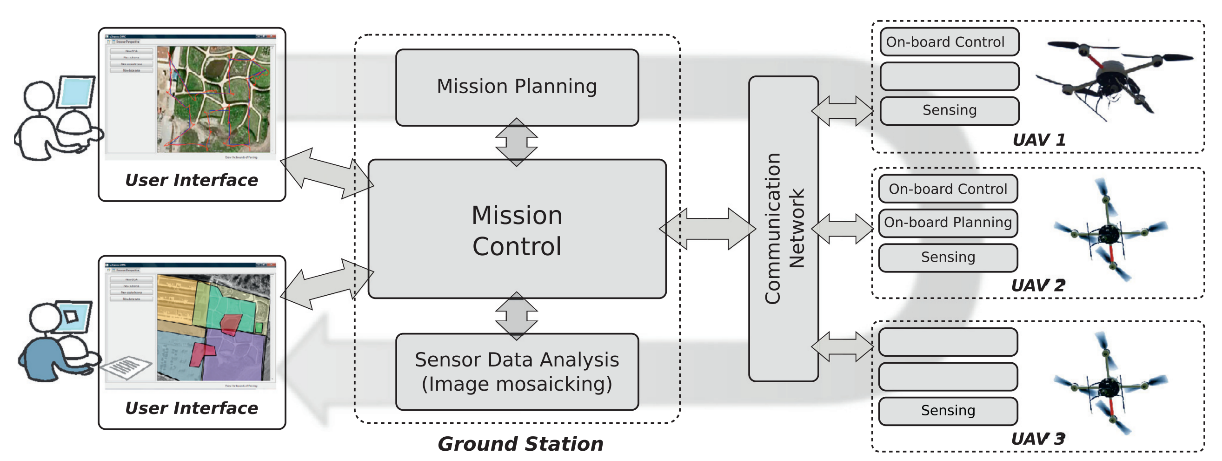 User Interface
User Interface
Mission Planning
Mission
Control
Sensor Data Analysis
(Image mosaicking)
Ground Station
Communication
Network
On-board Control
Sensing
UAV 1
On-board Control
On-board Planning
Sensing
UAV 2
Sensing
UAV 3